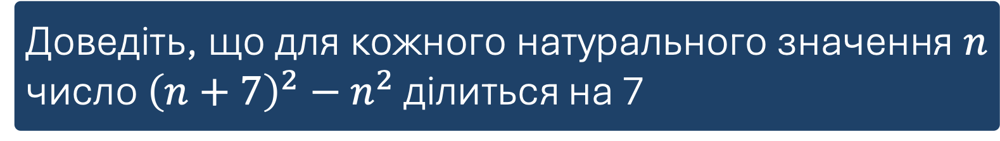 Доведіть, що для кожного натурального значення n
число (n + 7)² − n² ділиться на 7